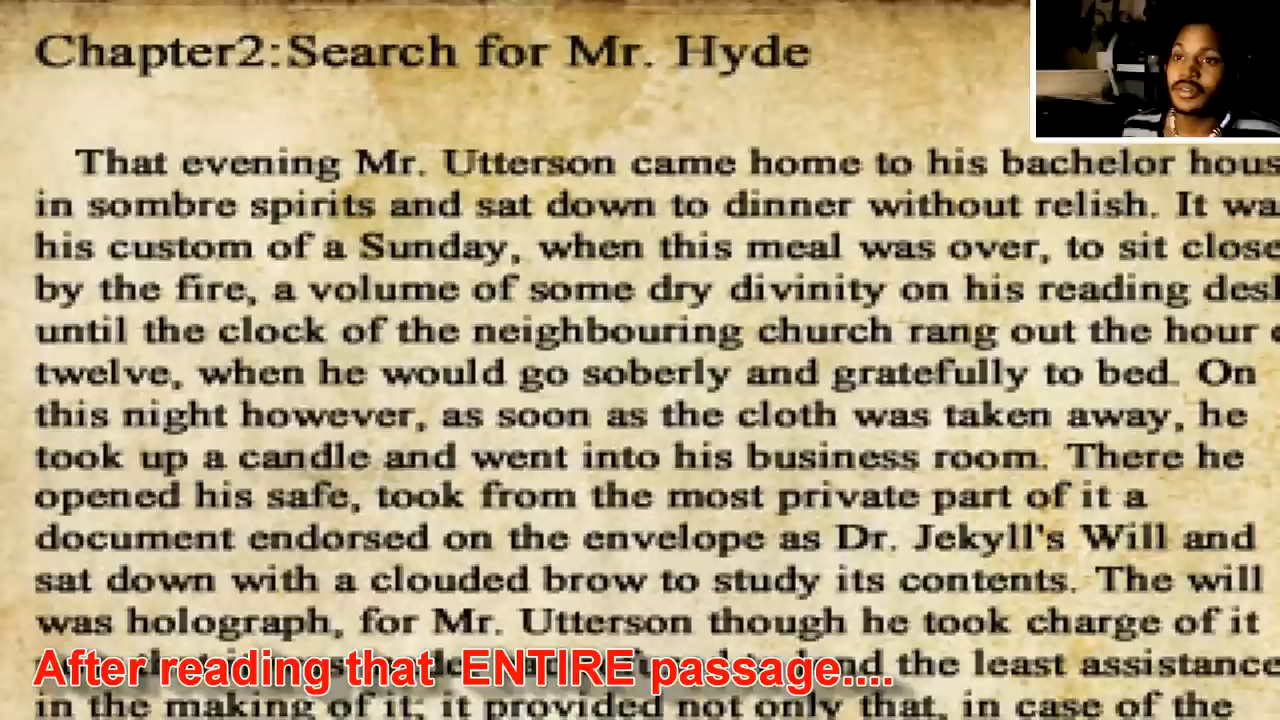 Chapter2:Search for Mr. Hyde
That evening Mr. Utterson came home to his bachelor hous
in sombre spirits and sat down to dinner without relish. It wa
his custom of a Sunday, when this meal was over, to sit close
by the fire, a volume of some dry divinity on his reading desk
until the clock of the neighbouring church rang out the hour
twelve, when he would go soberly and gratefully to bed. On
this night however, as soon as the cloth was taken away, he
took up a candle and went into his business room. There he
opened his safe, took from the most private part of it a
document endorsed on the envelope as Dr. Jekyll's Will and
sat down with a clouded brow to study its contents. The will
was holograph, for Mr. Utterson though he took charge of it
the least assistance
After reading that ENTIRE passage....
in the making of it; it provided not only that, in case of the